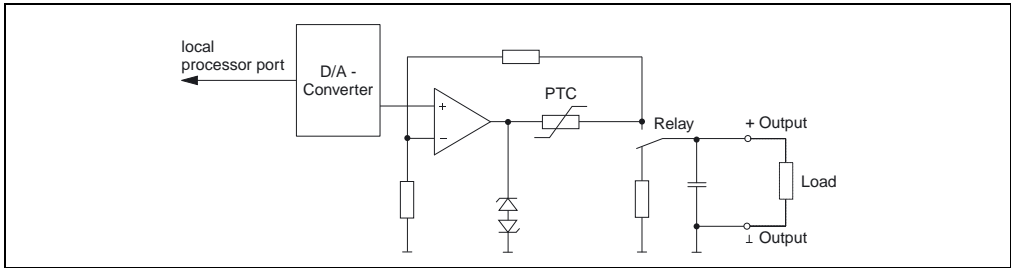 local
processor port
D/A -
Converter
+
−
PTC
Relay
+ Output
Load
⊥ Output